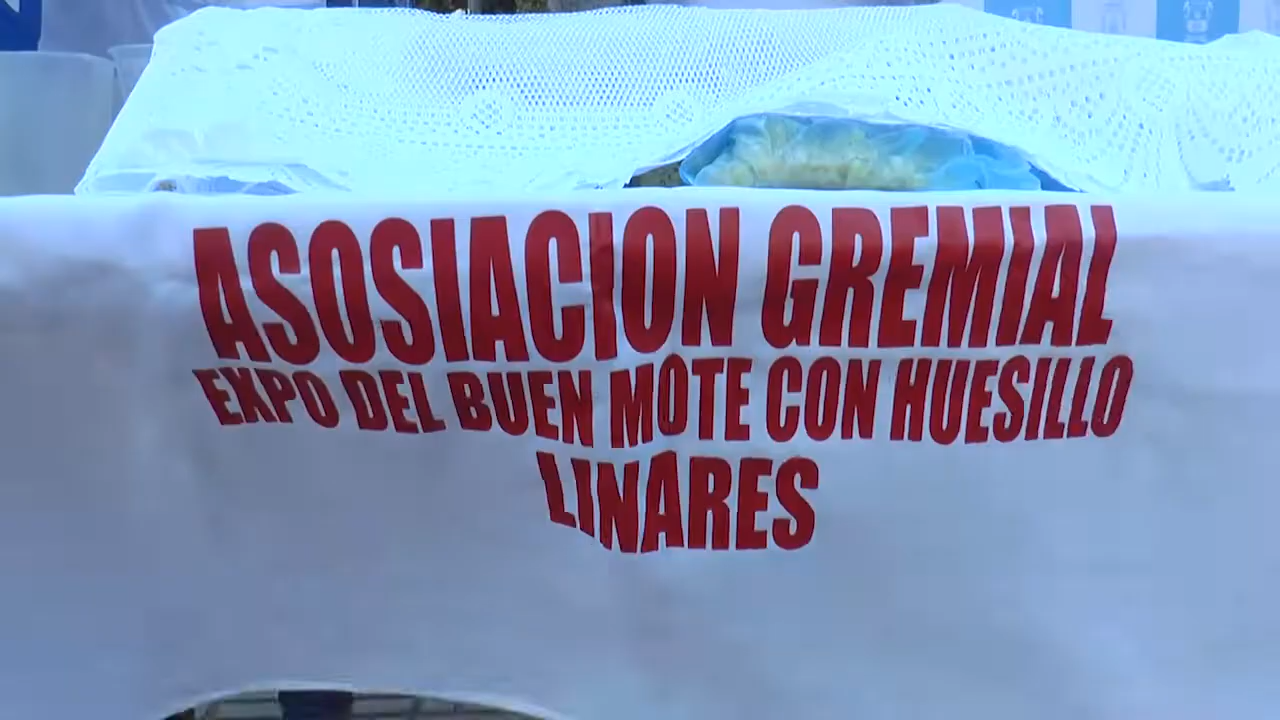 ASOSIACION GREMIAL
EXPO DEL BUEN MOTE CON HUESILLO
LINARES